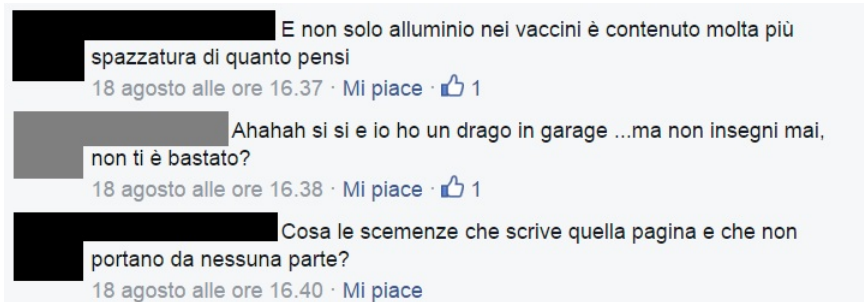 E non solo alluminio nei vaccini è contenuto molta più
spazzatura di quanto pensi
18 agosto alle ore 16.37 · Mi piace · 1
Ahahah si si e io ho un drago in garage ...ma non insegni mai,
non ti è bastato?
18 agosto alle ore 16.38 · Mi piace · 1
Cosa le scemenze che scrive quella pagina e che non
portano da nessuna parte?
18 agosto alle ore 16.40 · Mi piace